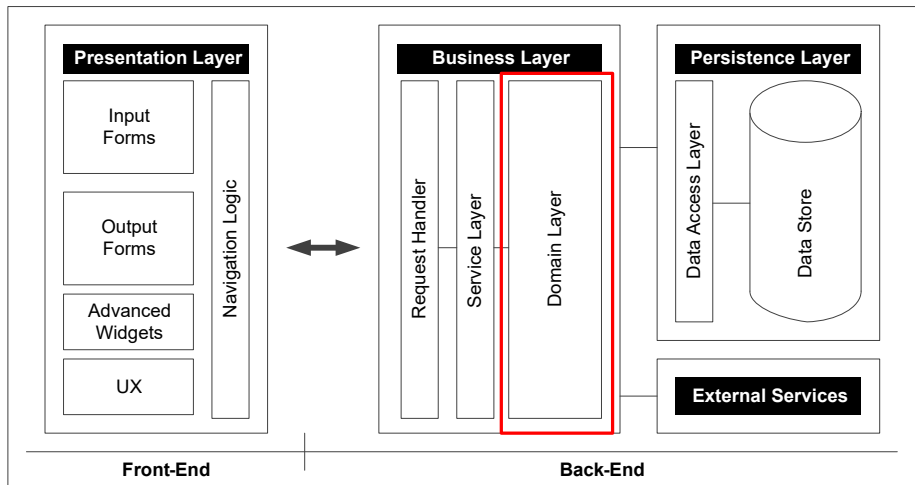 Presentation Layer
Input
Forms
Output
Forms
Advanced
Widgets
UX
Navigation Logic
Business Layer
Request Handler
Service Layer
Domain Layer
Persistence Layer
Data Access Layer
Data Store
External Services
Front-End
Back-End